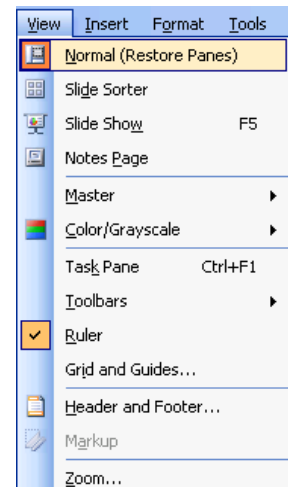 View Insert Format Tools
Normal (Restore Panes)
Slide Sorter
Slide Show F5
Notes Page
Master
Color/Grayscale
Task Pane Ctrl+F1
Toolbars
Ruler
Grid and Guides...
Header and Footer...
Markup
Zoom...